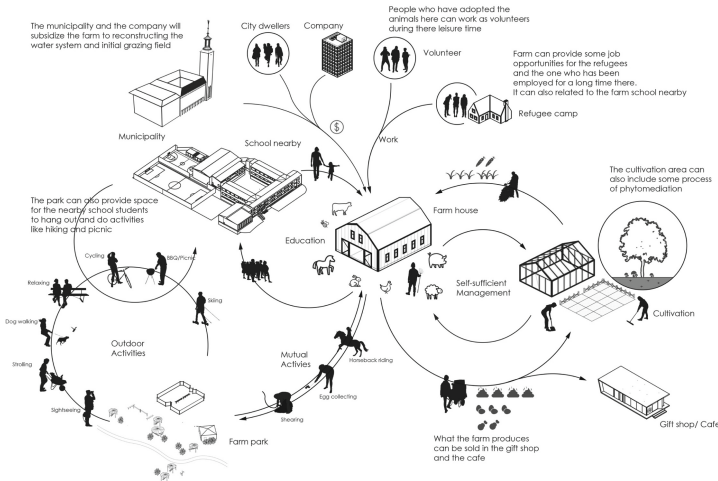 The municipality and the company will
subsidize the farm to reconstructing the
water system and initial grazing field
City dwellers
Company
People who have adopted the
animals here can work as volunteers
during there leisure time
Volunteer
Farm can provide some job
opportunities for the refugees
and the one who has been
employed for a long time there.
It can also related to the farm school nearby
Refugee camp
Municipality
$
Work
School nearby
The cultivation area can
also include some process
of phytomediation
The park can also provide space
for the nearby school students
to hang out and do activities
like hiking and picnic
Farm house
Education
Cycling
BBQ/Picnic
Relaxing
Skiing
Self-sufficient
Management
Cultivation
Dog walking
Outdoor
Activities
Mutual
Activies
Horseback riding
Strolling
Egg collecting
Sightseeing
Shearing
Farm park
Gift shop/ Cafe
What the farm produces
can be sold in the gift shop
and the cafe